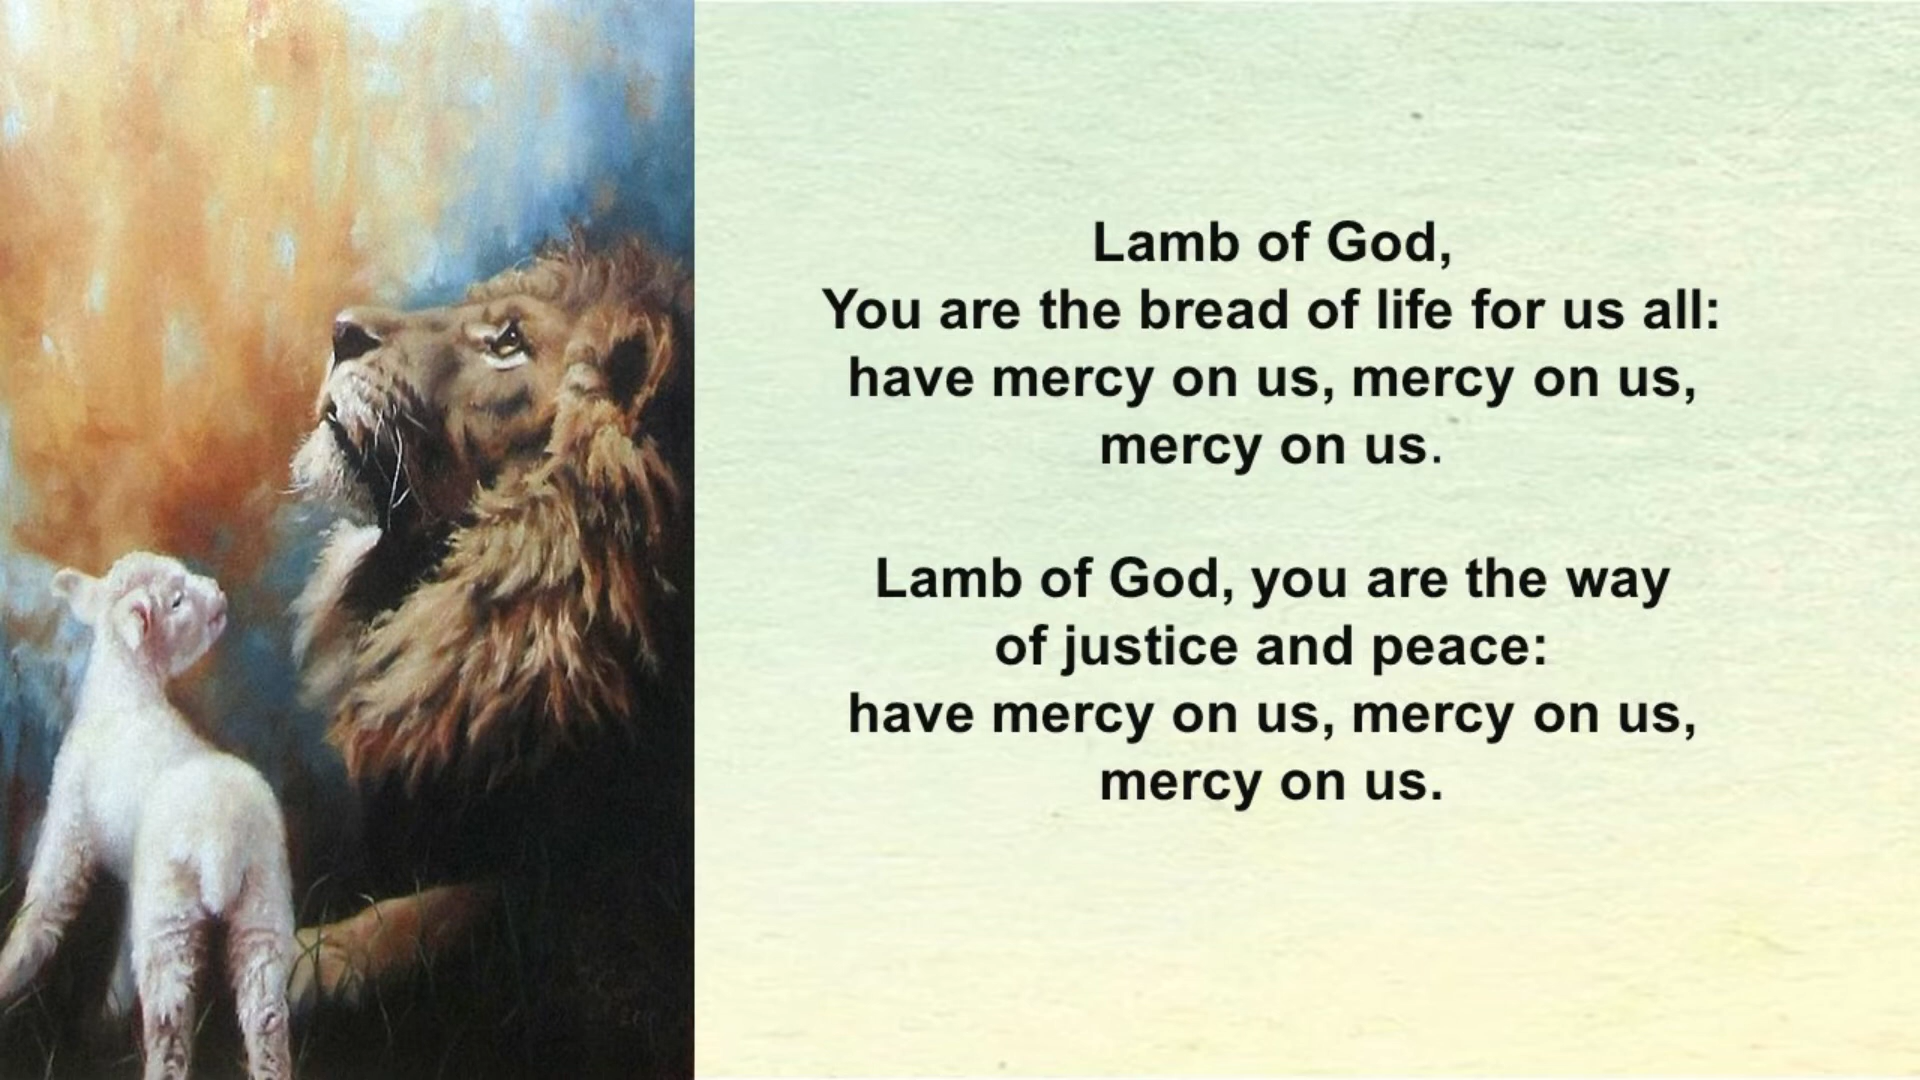 Lamb of God,
You are the bread of life for us all:
have mercy on us, mercy on us,
mercy on us.
Lamb of God, you are the way
of justice and peace:
have mercy on us, mercy on us,
mercy on us.